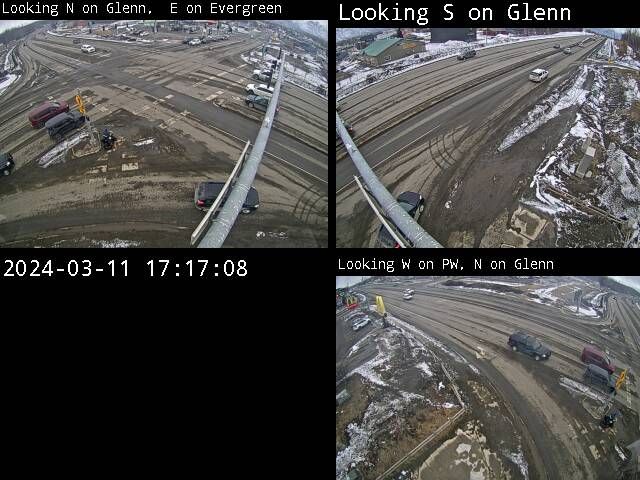 Looking N on Glenn,  E on Evergreen
Looking S on Glenn
2024-03-11 17:17:08
Looking W on PW, N on Glenn